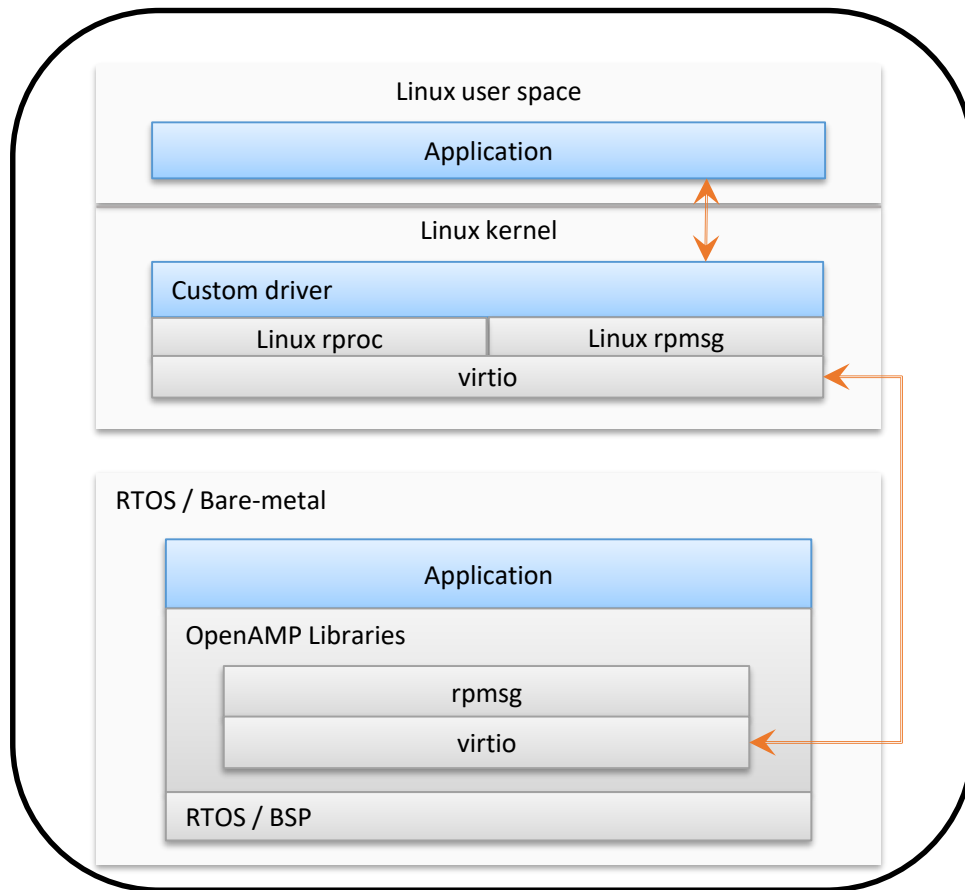 Linux user space
Application
Linux kernel
Custom driver
Linux rproc
Linux rpmsg
virtio
RTOS / Bare-metal
Application
OpenAMP Libraries
rpmsg
virtio
RTOS / BSP